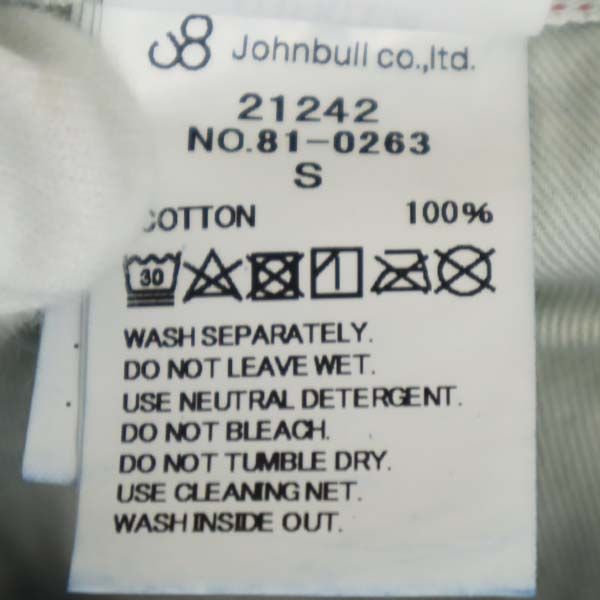 Johnbull co.,ltd.
21242
NO.81-0263
S
COTTON 100%
30
WASH SEPARATELY.
DO NOT LEAVE WET.
USE NEUTRAL DETERGENT.
DO NOT BLEACH.
DO NOT TUMBLE DRY.
USE CLEANING NET.
WASH INSIDE OUT.